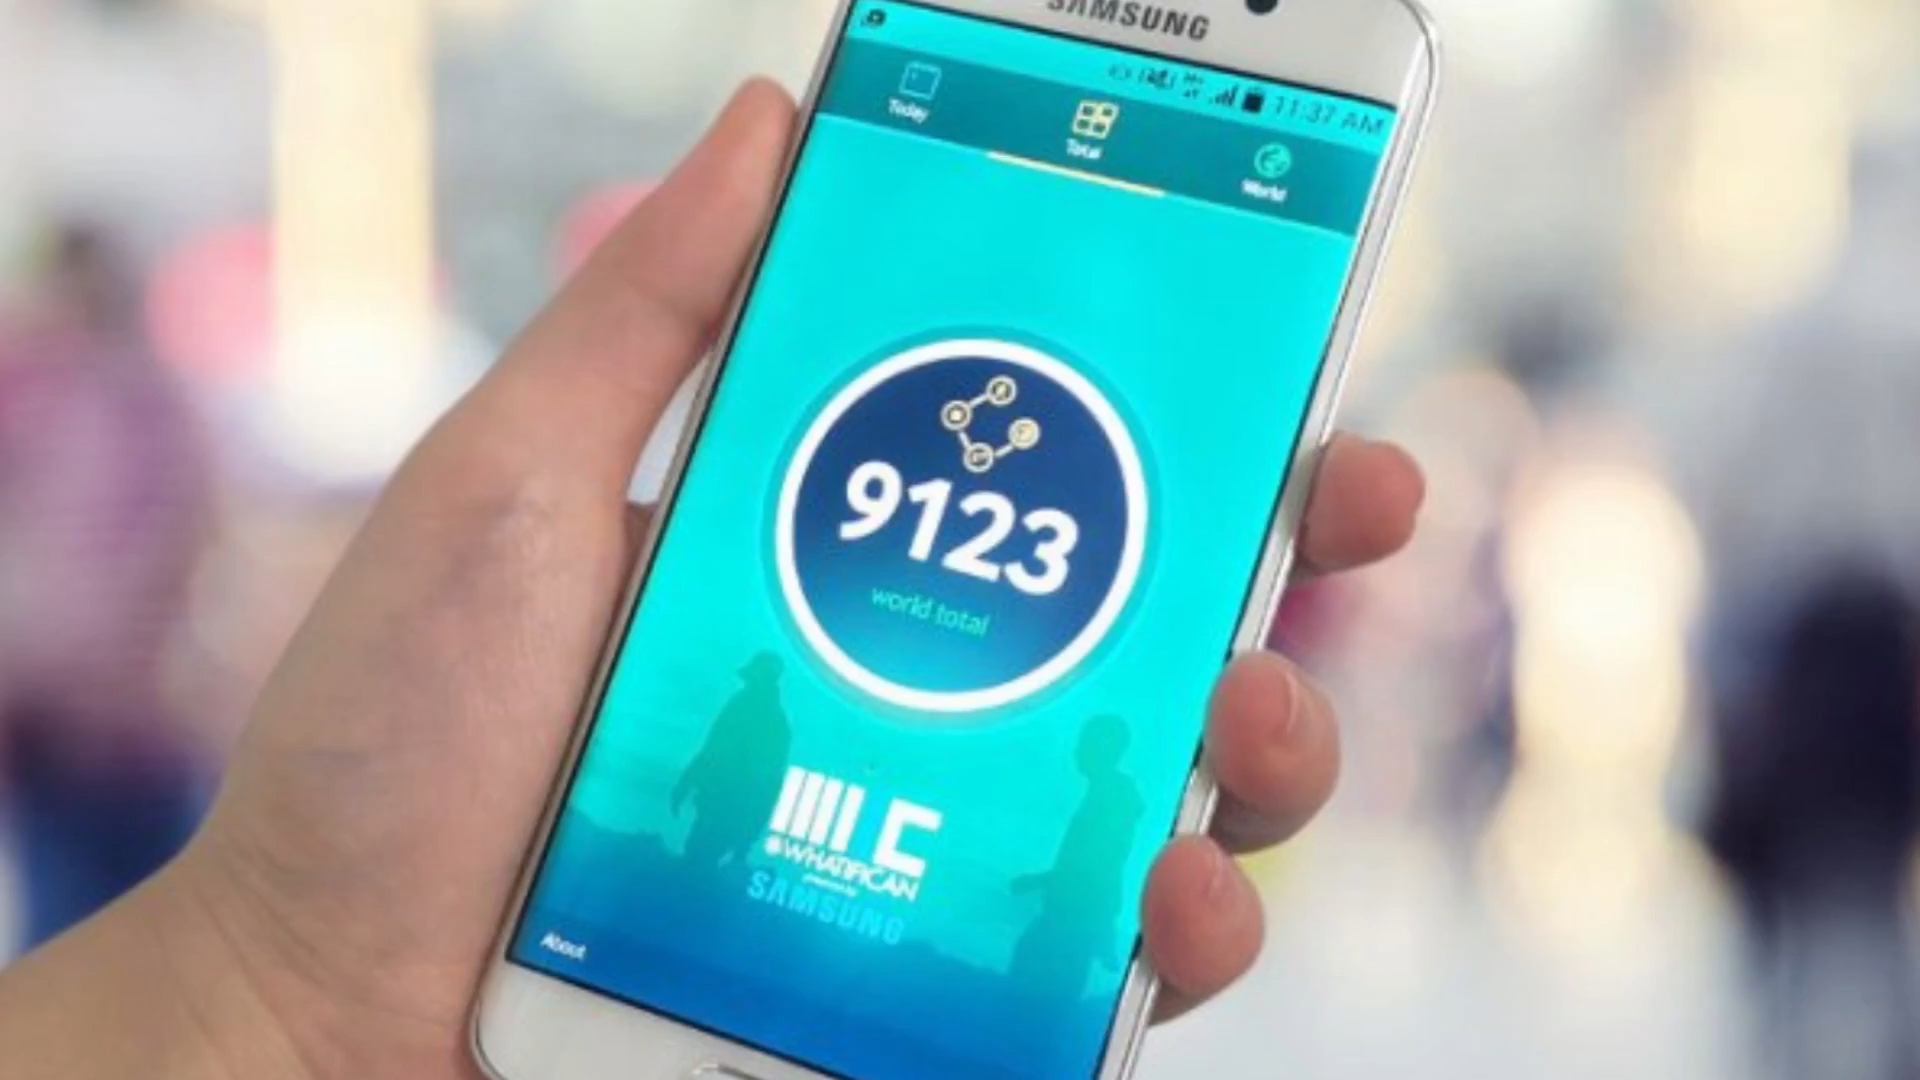 SAMSUNG
11:37 AM
Today
Total
World
9123
world total
#WHATIFICAN
SAMSUNG
About